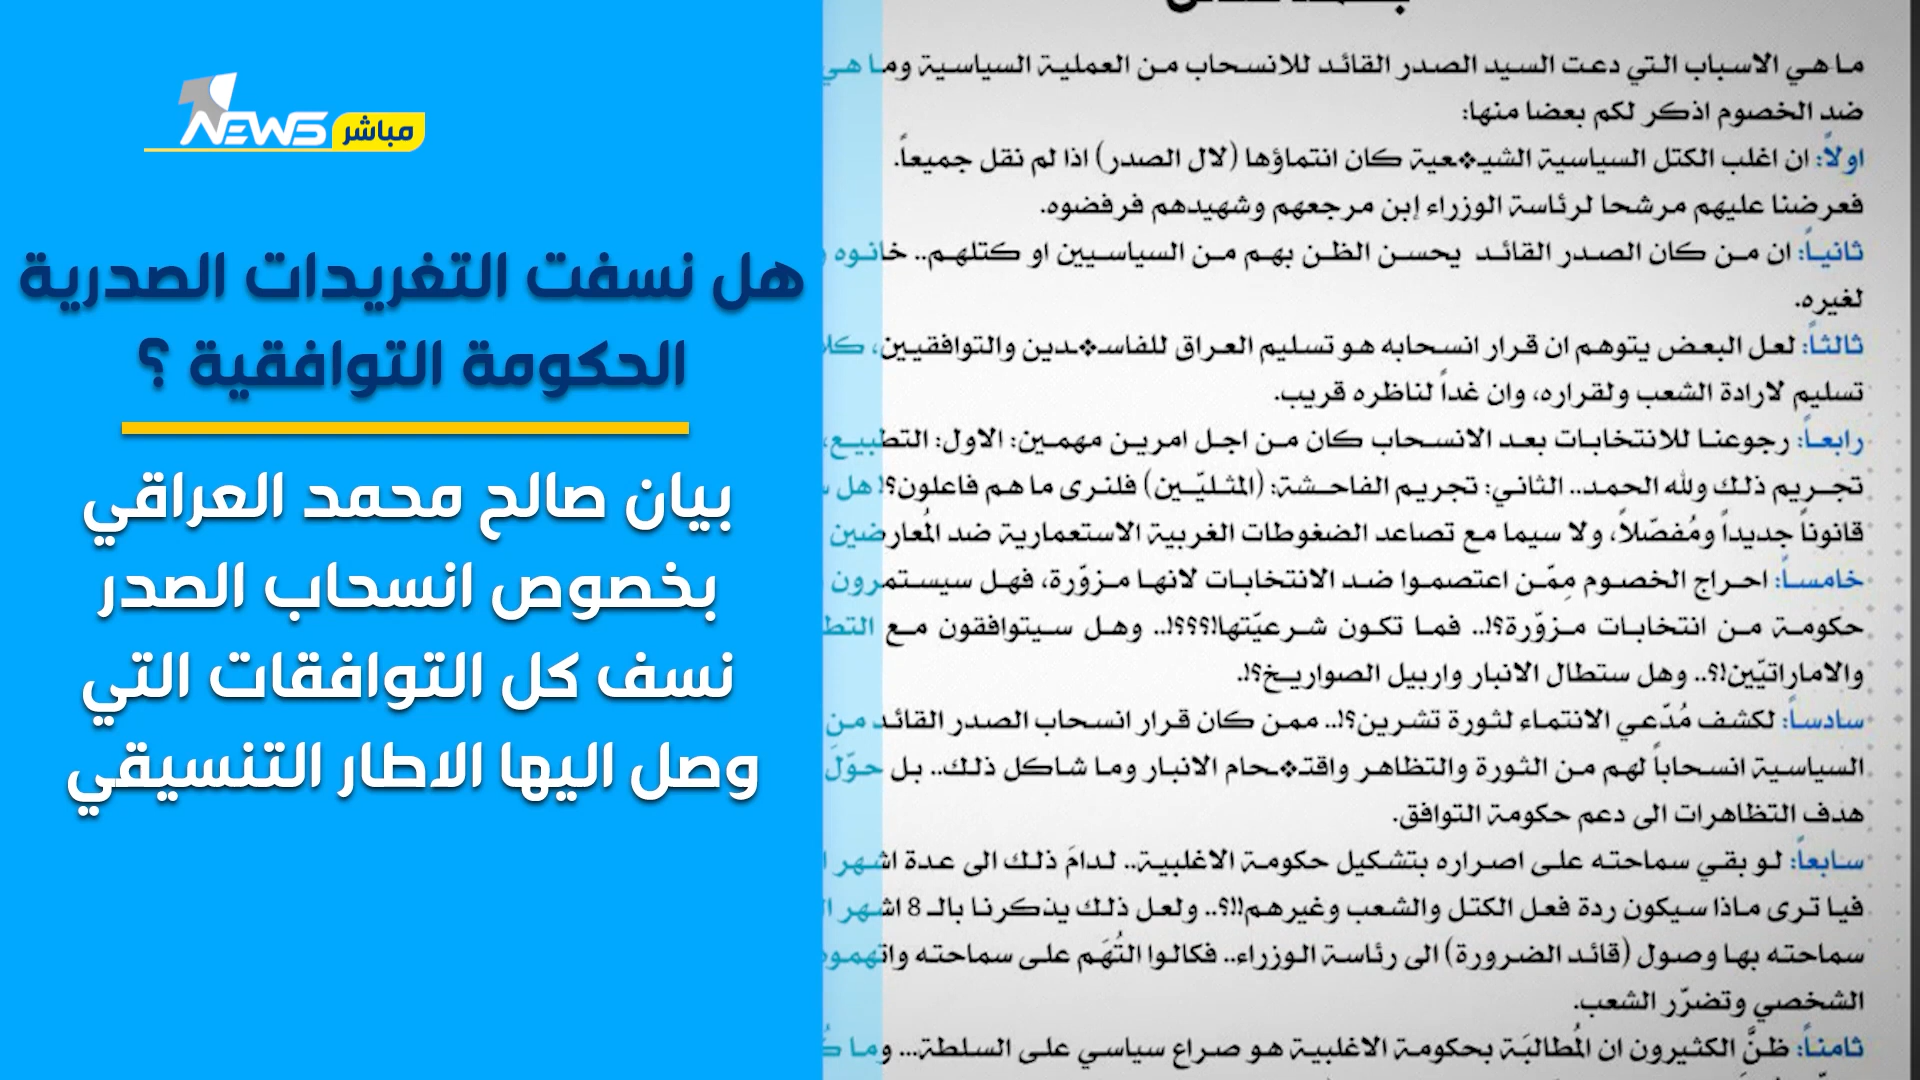 NEWS مباشر
هل نسفت التغريدات الصدرية
الحكومة التوافقية ؟
بيان صالح محمد العراقي
بخصوص انسحاب الصدر
نسف كل التوافقات التي
وصل اليها الاطار التنسيقي
ما هي الاسباب التي دعت السيد الصدر القائد للانسحاب من العملية السياسية وما هي
ضد الخصوم اذكر لكم بعضا منها:
اولاً: ان اغلب الكتل السياسية الشيـ❖ـعية كان انتماؤها (لال الصدر) اذا لم نقل جميعاً.
فعرضنا عليهم مرشحا لرئاسة الوزراء إبن مرجعهم وشهيدهم فرفضوه.
ثانياً: ان من كان الصدر القائد يحسن الظن بهم من السياسيين او كتلهم.. خانوه
لغيره.
ثالثاً: لعل البعض يتوهم ان قرار انسحابه هو تسليم العراق للفاسـ❖ـدين والتوافقيين،
تسليم لارادة الشعب ولقراره، وان غداً لناظره قريب.
رابعاً: رجوعنا للانتخابات بعد الانسحاب كان من اجل امرين مهمين: الاول: التطبيع،
تجريم ذلك ولله الحمد.. الثاني: تجريم الفاحشة: (المثليّين) فلنرى ما هم فاعلون؟! هل
قانوناً جديداً ومُفصّلاً، ولا سيما مع تصاعد الضغوطات الغربية الاستعمارية ضد المُعارضين
خامساً: احراج الخصوم مِمّن اعتصموا ضد الانتخابات لانها مزوّرة، فهل سيستمرون
حكومة من انتخابات مزوّرة؟!.. فما تكون شرعيّتها!؟؟؟!.. وهل سيتوافقون مع
والاماراتيّين!؟.. وهل ستطال الانبار واربيل الصواريخ؟!.
سادساً: لكشف مُدّعي الانتماء لثورة تشرين؟!.. ممن كان قرار انسحاب الصدر القائد من
السياسية انسحاباً لهم من الثورة والتظاهر واقتـ❖ـحام الانبار وما شاكل ذلك.. بل حوّلَ
هدف التظاهرات الى دعم حكومة التوافق.
سابعاً: لو بقي سماحته على اصراره بتشكيل حكومة الاغلبية.. لدامَ ذلك الى عدة اشهر
فيا ترى ماذا سيكون ردة فعل الكتل والشعب وغيرهم!!؟.. ولعل ذلك يذكرنا بالـ 8 اشهر
سماحته بها وصول (قائد الضرورة) الى رئاسة الوزراء.. فكالوا التُهَم على سماحته
الشخصي وتضرّر الشعب.
ثامناً: ظنَّ الكثيرون ان المُطالبَة بحكومة الاغلبية هو صراع سياسي على السلطة... وما